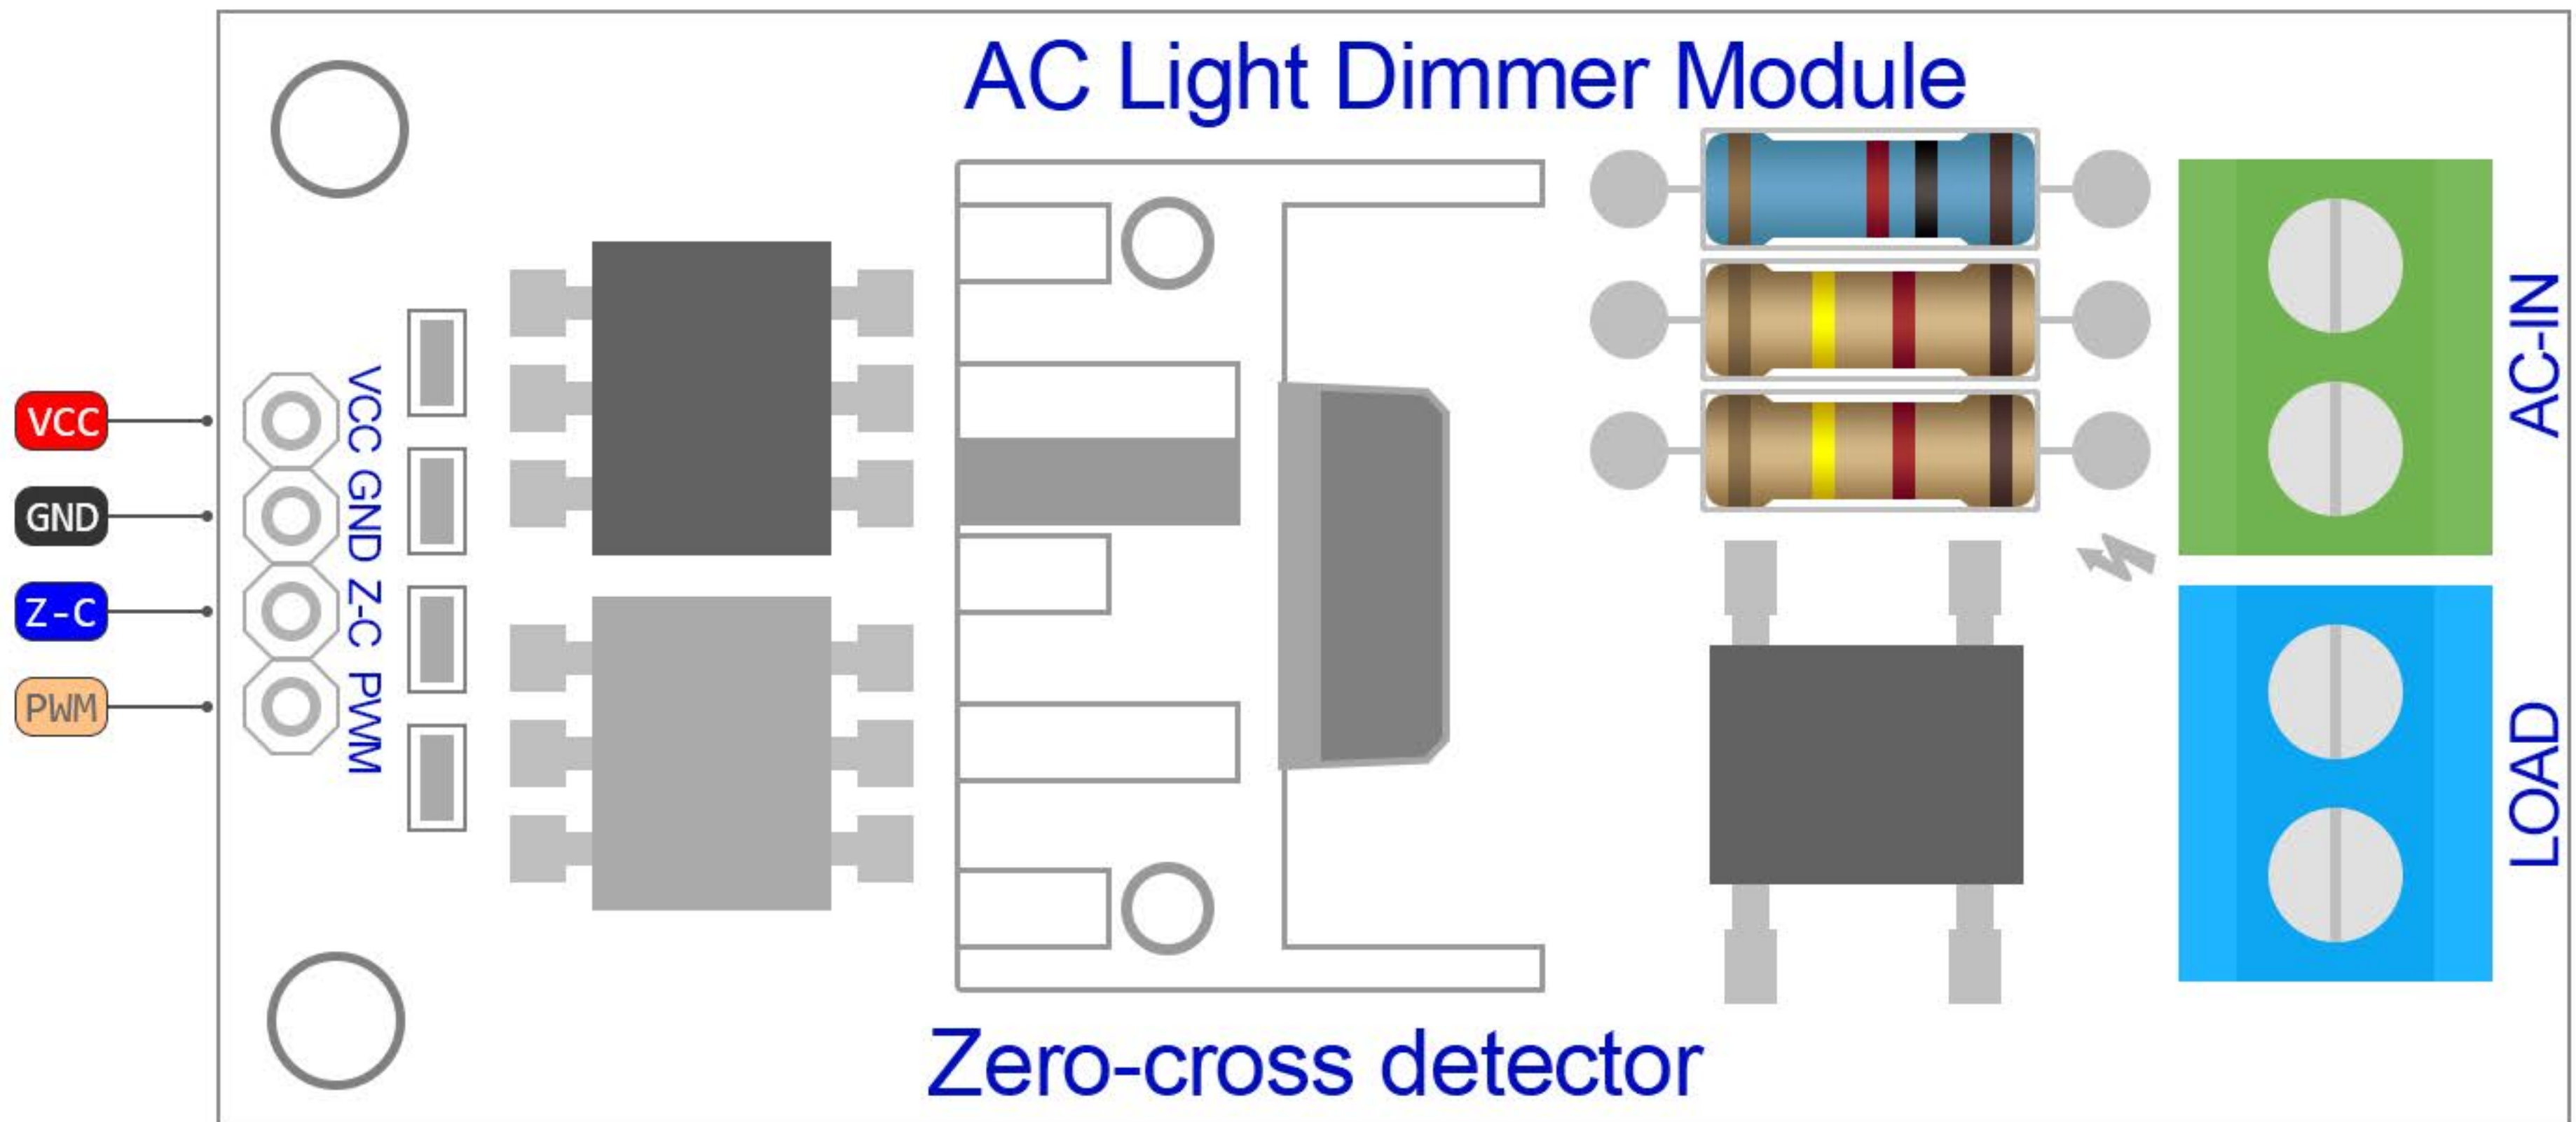 AC Light Dimmer Module
VCC
GND
Z-C
PWM
VCC GND Z-C PWM
AC-IN
LOAD
Zero-cross detector